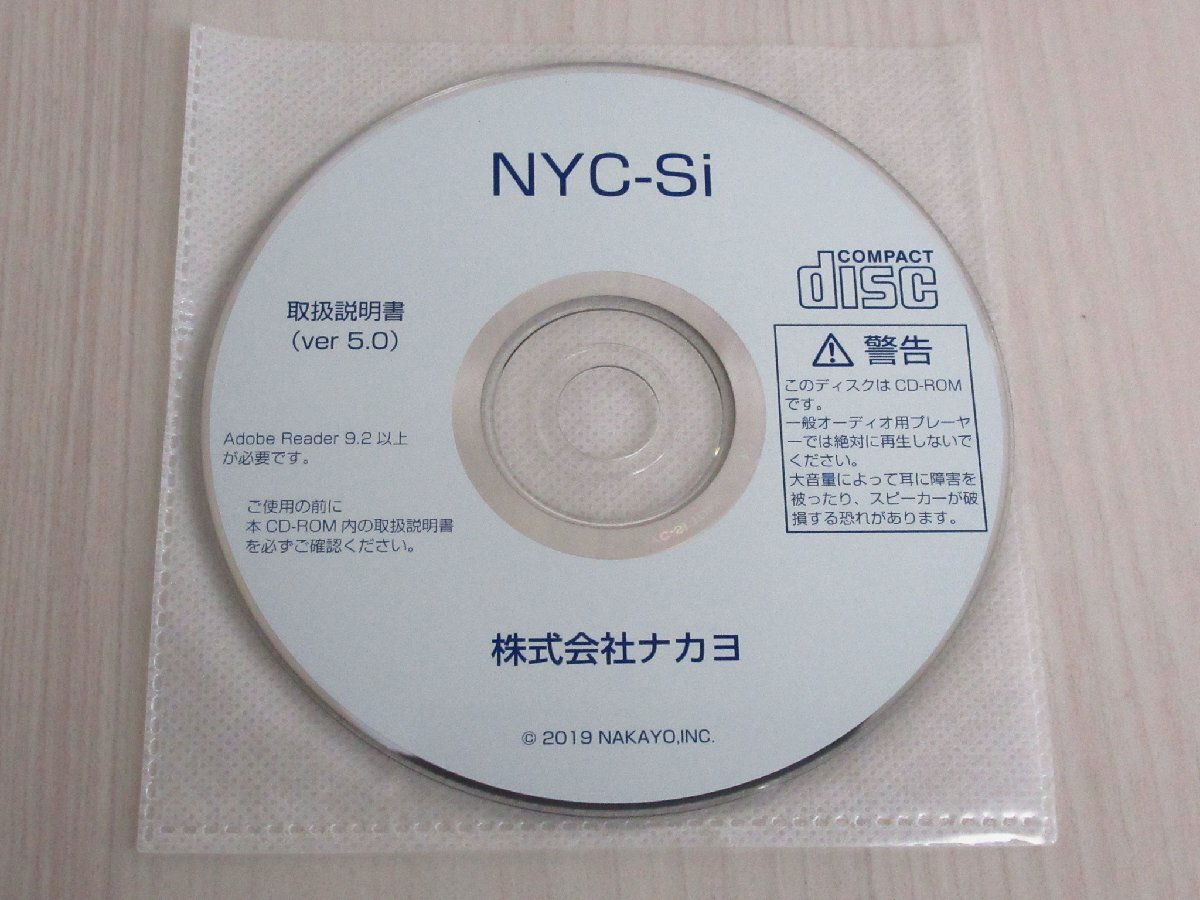 NYC-Si
COMPACT
disc
取扱説明書
(ver 5.0)
⚠ 警告
このディスクは CD-ROM
です。
一般オーディオ用プレーヤ
ーでは絶対に再生しないで
ください。
大音量によって耳に障害を
被ったり、スピーカーが破
損する恐れがあります。
Adobe Reader 9.2 以上
が必要です。
ご使用の前に
本 CD-ROM 内の取扱説明書
を必ずご確認ください。
株式会社ナカヨ
© 2019 NAKAYO,INC.